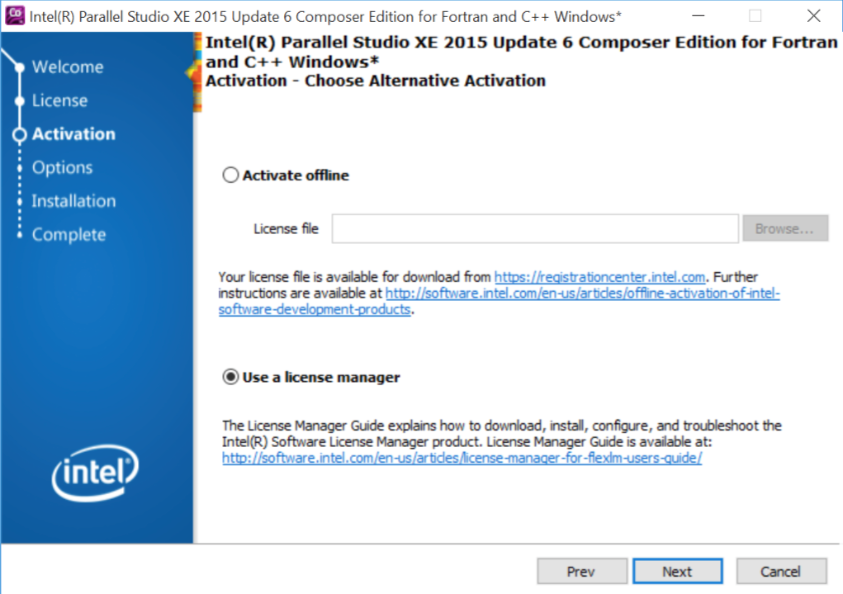 Intel(R) Parallel Studio XE 2015 Update 6 Composer Edition for Fortran and C++ Windows*
Intel(R) Parallel Studio XE 2015 Update 6 Composer Edition for Fortran
and C++ Windows*
Activation - Choose Alternative Activation
Welcome
License
Activation
Options
Installation
Complete
Activate offline
License file
Browse...
Your license file is available for download from https://registrationcenter.intel.com. Further
instructions are available at http://software.intel.com/en-us/articles/offline-activation-of-intel-
software-development-products.
Use a license manager
The License Manager Guide explains how to download, install, configure, and troubleshoot the
Intel(R) Software License Manager product. License Manager Guide is available at:
http://software.intel.com/en-us/articles/license-manager-for-flexlm-users-guide/
intel
Prev
Next
Cancel